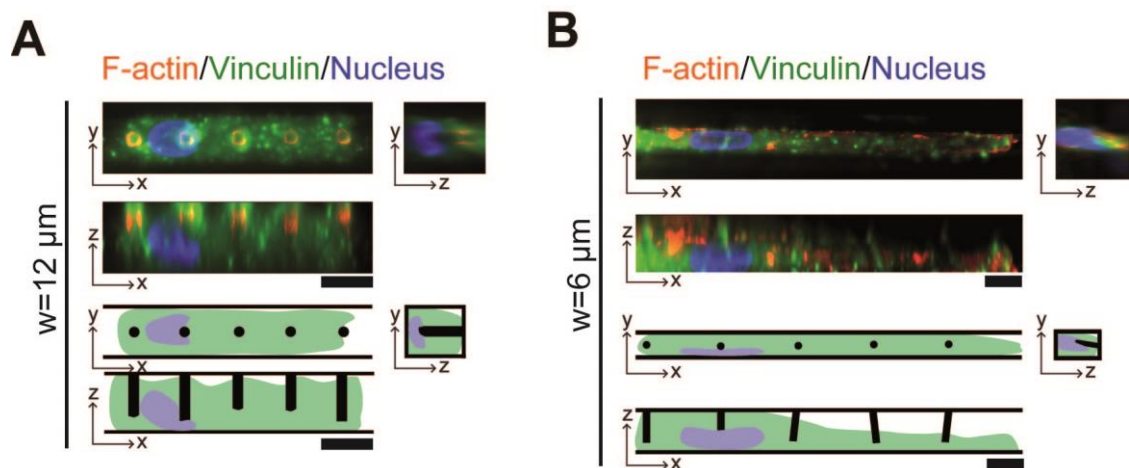 A
F-actin/Vinculin/Nucleus
w=12 µm
y
x
y
z
z
x
y
x
y
z
z
x
B
F-actin/Vinculin/Nucleus
w=6 µm
y
x
y
z
z
x
y
x
y
z
z
x